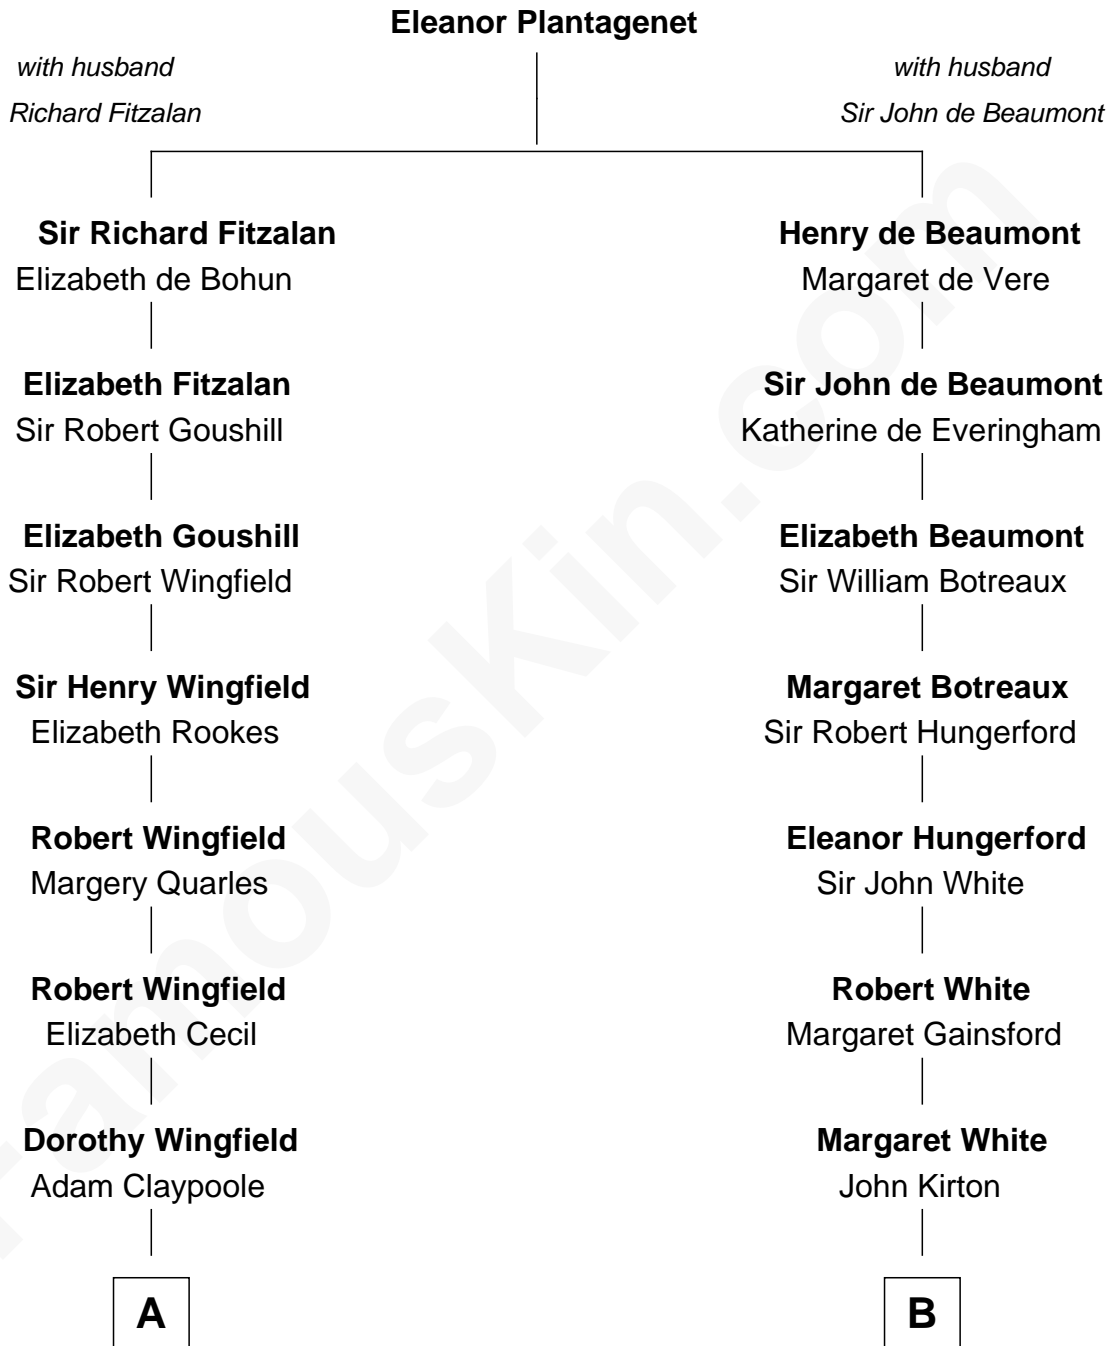 Eleanor Plantagenet
with husband
Richard Fitzalan
with husband
Sir John de Beaumont
Sir Richard Fitzalan
Elizabeth de Bohun
Henry de Beaumont
Margaret de Vere
Elizabeth Fitzalan
Sir Robert Goushill
Sir John de Beaumont
Katherine de Everingham
Elizabeth Goushill
Sir Robert Wingfield
Elizabeth Beaumont
Sir William Botreaux
Sir Henry Wingfield
Elizabeth Rookes
Margaret Botreaux
Sir Robert Hungerford
Robert Wingfield
Margery Quarles
Eleanor Hungerford
Sir John White
Robert Wingfield
Elizabeth Cecil
Robert White
Margaret Gainsford
Dorothy Wingfield
Adam Claypoole
Margaret White
John Kirton
A
B
FamousKin.com